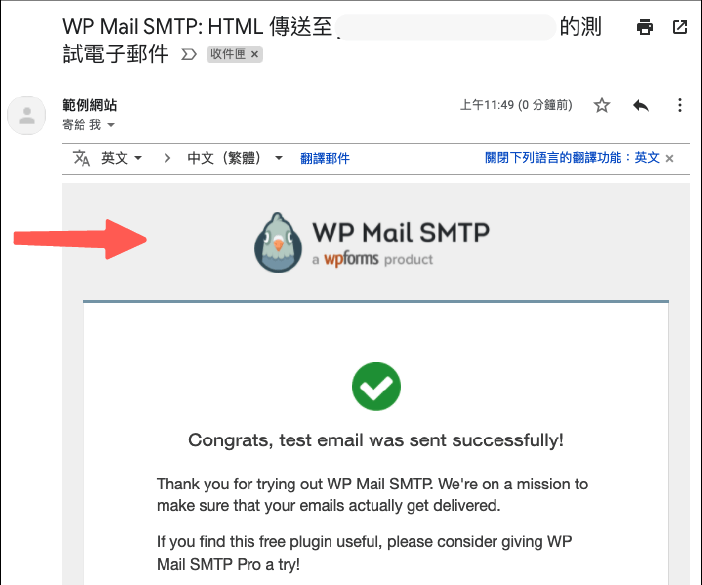 WP Mail SMTP: HTML 傳送至 的測
試電子郵件 收件匣 ×
範例網站
上午11:49 (0 分鐘前)
寄給 我
英文 中文（繁體） 翻譯郵件 關閉下列語言的翻譯功能：英文 ×
WP Mail SMTP
a wpforms product
Congrats, test email was sent successfully!
Thank you for trying out WP Mail SMTP. We're on a mission to
make sure that your emails actually get delivered.
If you find this free plugin useful, please consider giving WP
Mail SMTP Pro a try!